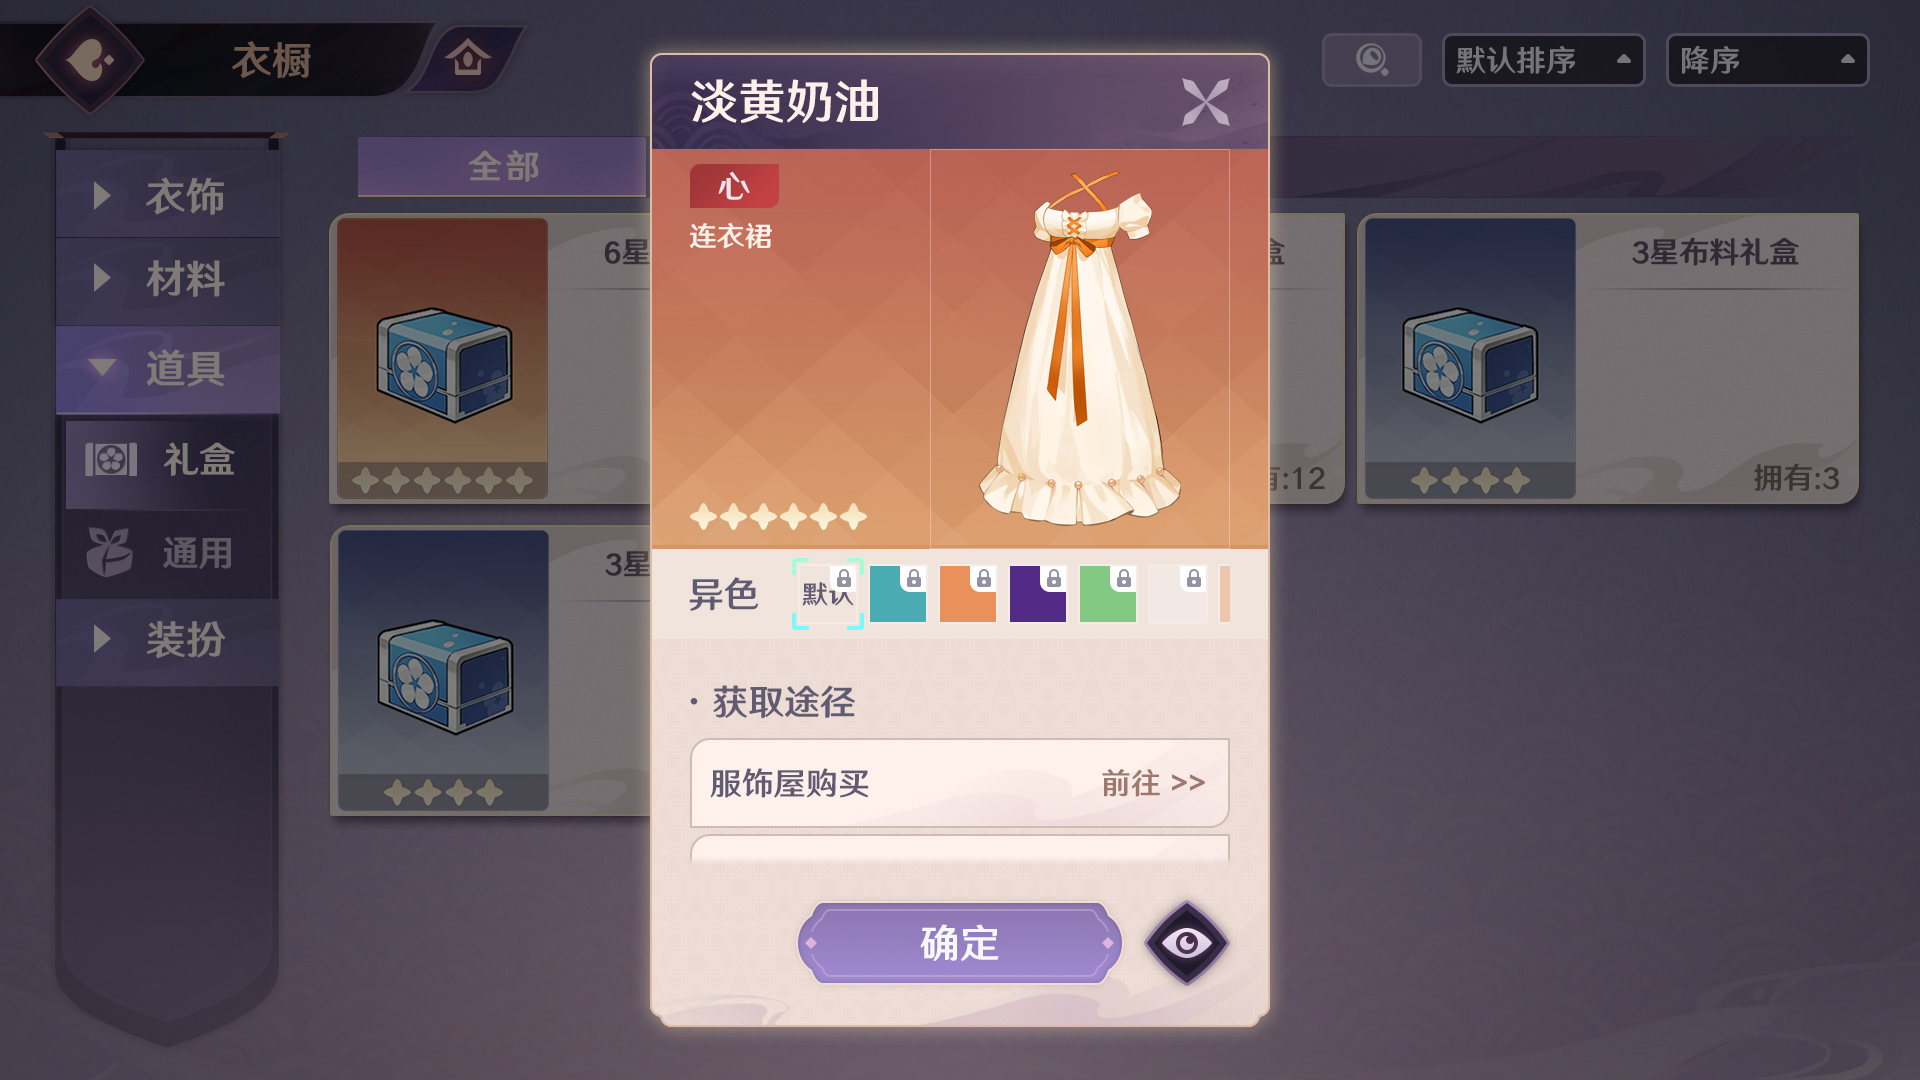 衣橱
默认排序
降序
衣饰
材料
道具
礼盒
通用
装扮
全部
6星
盒
有:12
3星布料礼盒
拥有:3
3星
淡黄奶油
心
连衣裙
异色
默认
· 获取途径
服饰屋购买
前往 >>
确定